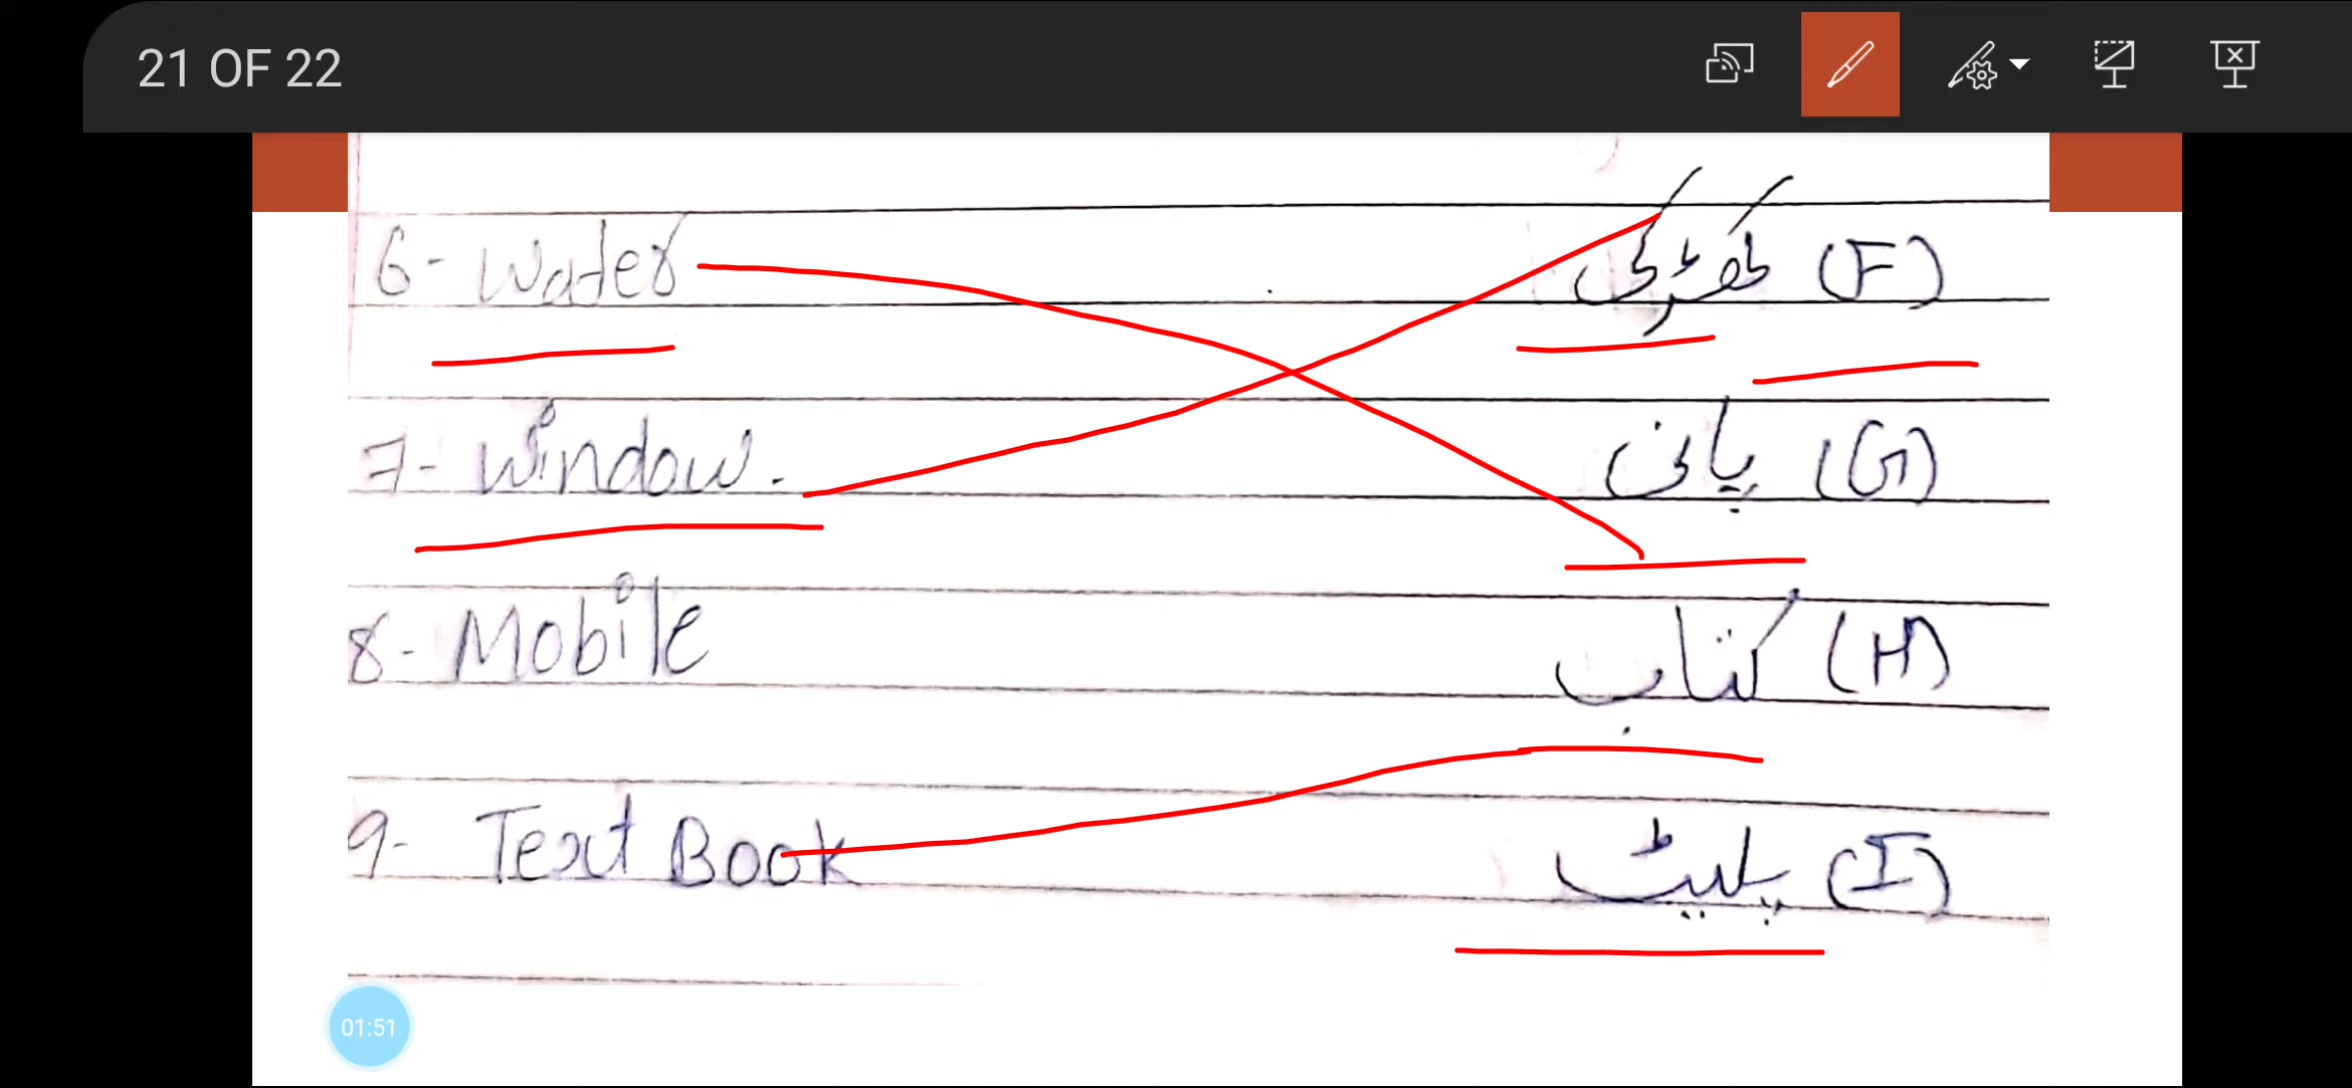 21 OF 22
6- Water کھڑکی (F)
7- Window. پانی (G)
8- Mobile کتاب (H)
9- Text Book پلیٹ (I)
01:51